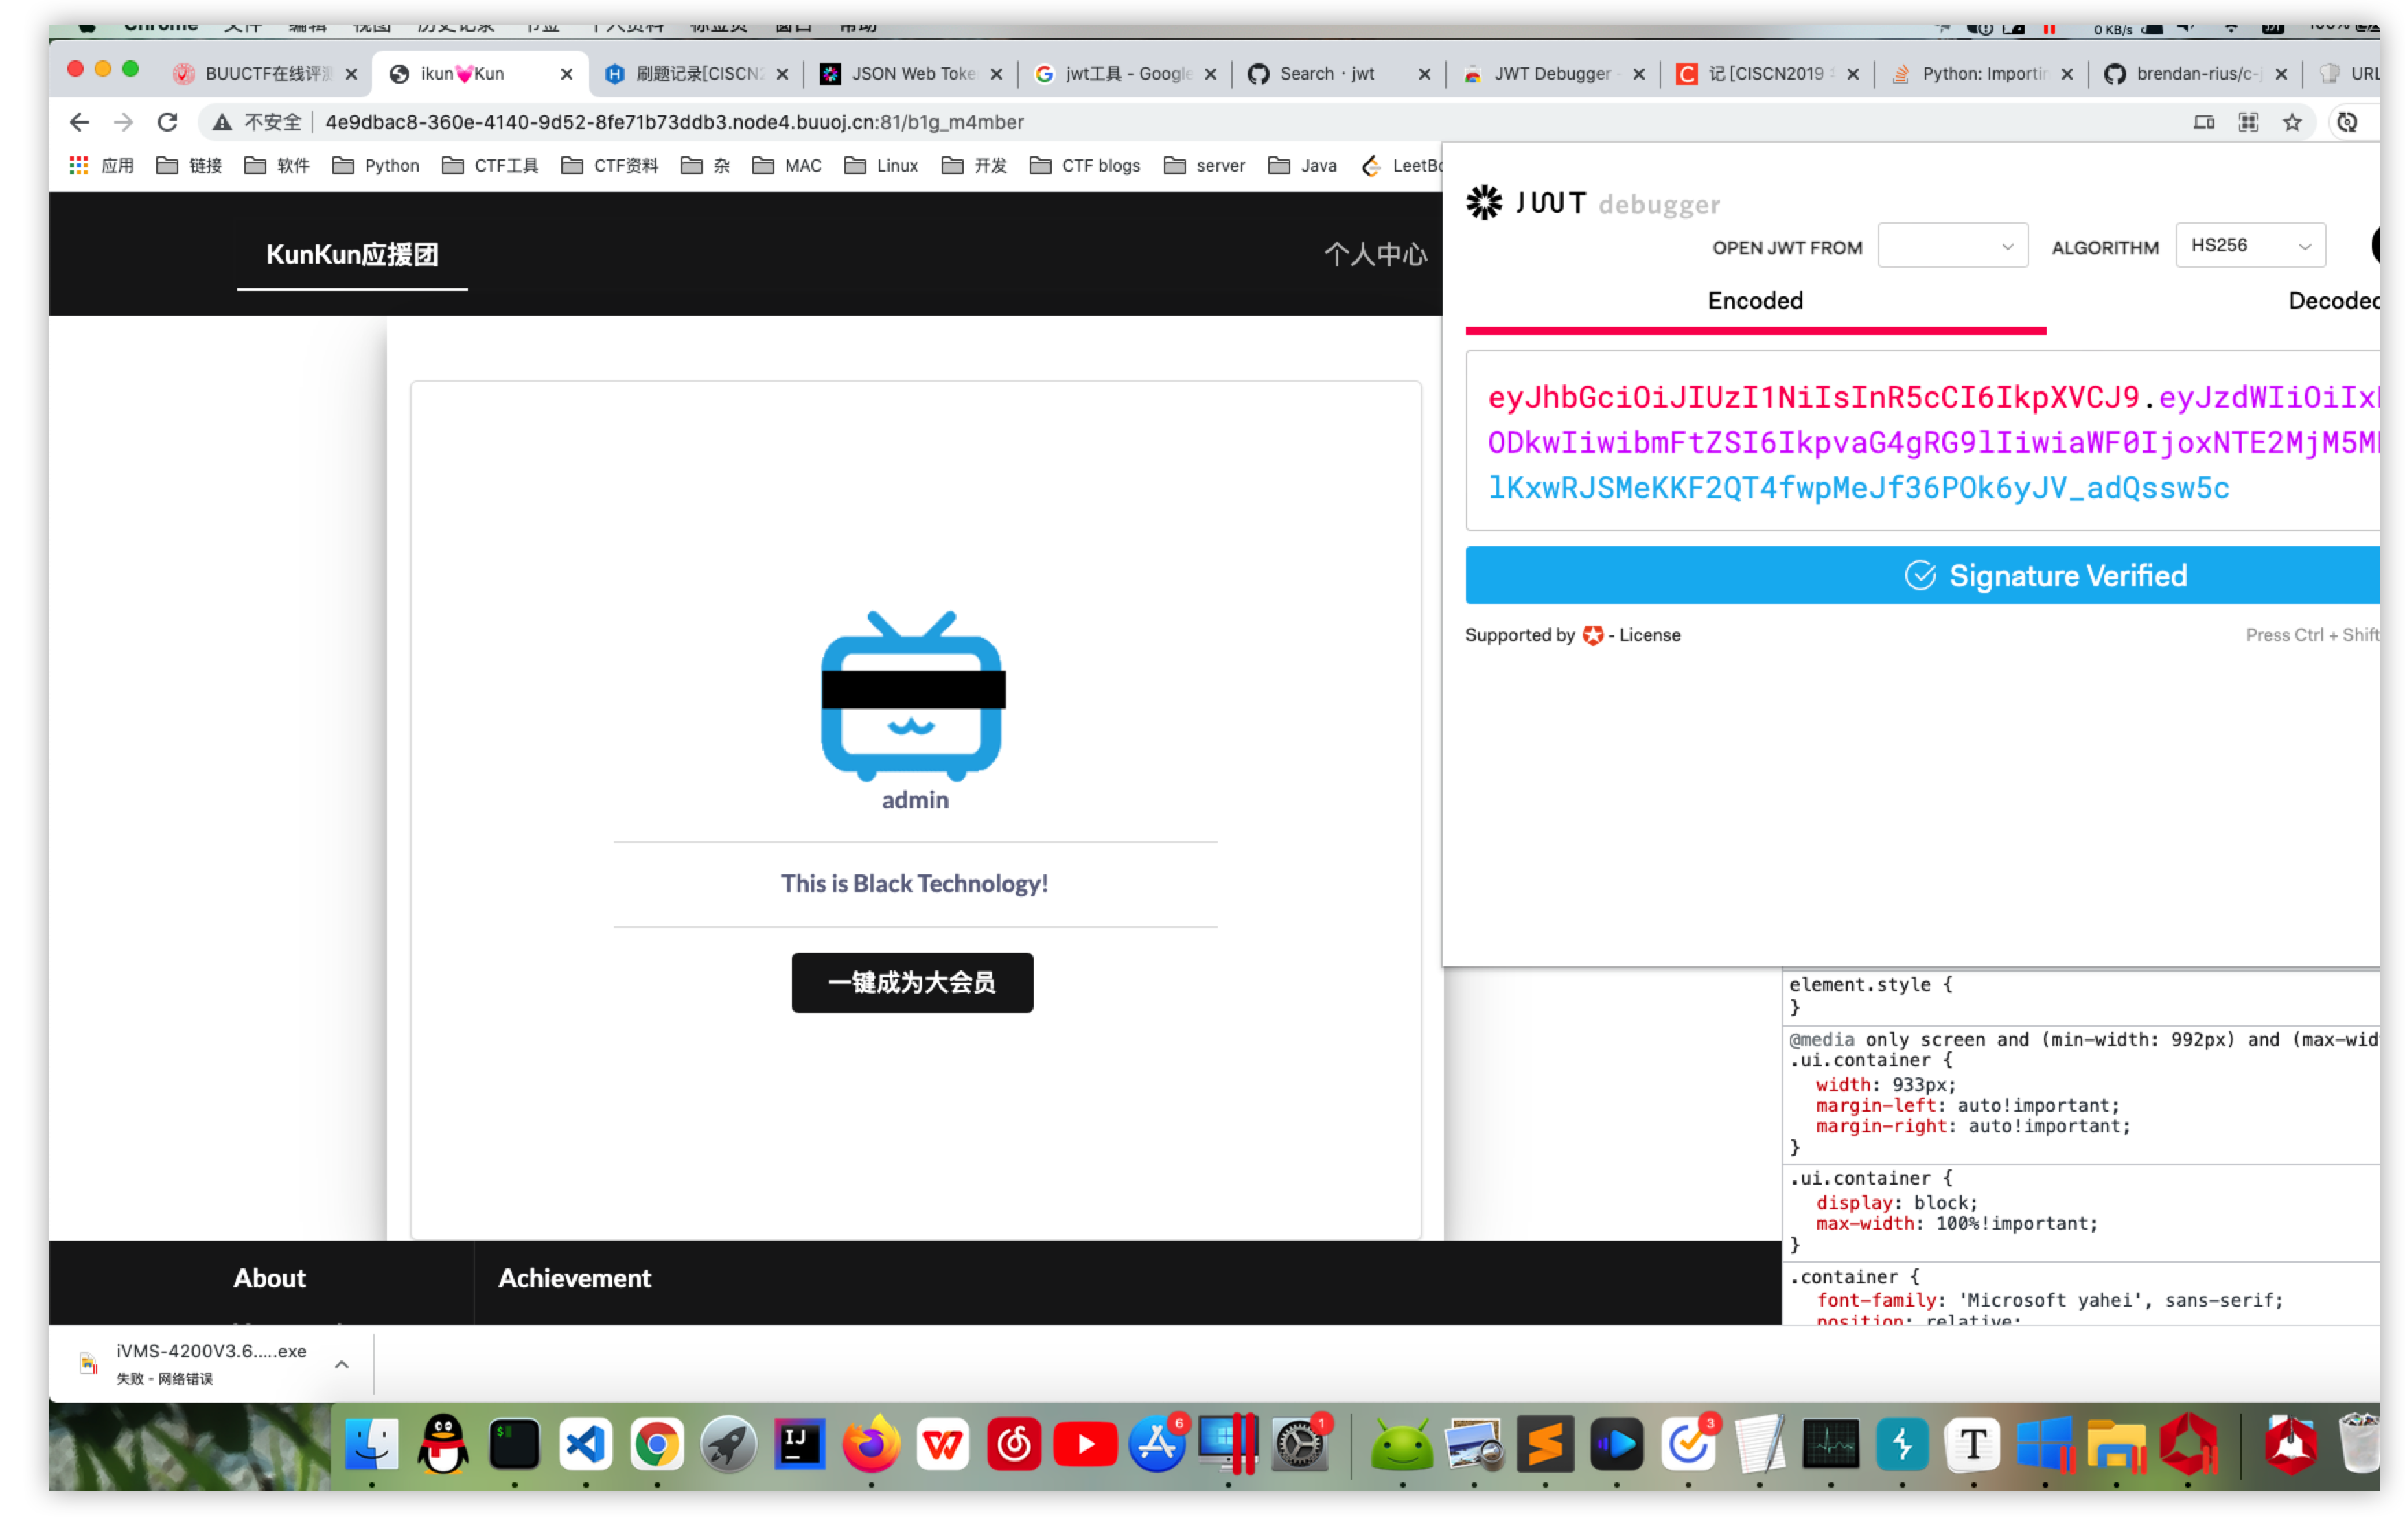 Chrome 文件 编辑 视图 历史记录 书签 个人资料 标签页 窗口 帮助
0 KB/s 100%
BUUCTF在线评测
ikun💓Kun
刷题记录[CISCN2
JSON Web Toke
jwt工具 - Google
Search · jwt
JWT Debugger
记 [CISCN2019
Python: Importin
brendan-rius/c-j
URL
不安全 4e9dbac8-360e-4140-9d52-8fe71b73ddb3.node4.buuoj.cn:81/b1g_m4mber
应用 链接 软件 Python CTF工具 CTF资料 杂 MAC Linux 开发 CTF blogs server Java LeetBo
KunKun应援团 个人中心
JWT debugger
OPEN JWT FROM ALGORITHM HS256
Encoded Decoded
eyJhbGciOiJIUzI1NiIsInR5cCI6IkpXVCJ9.eyJzdWIiOiIx
ODkwIiwibmFtZSI6IkpvaG4gRG9lIiwiaWF0IjoxNTE2MjM5M
lKxwRJSMeKKF2QT4fwpMeJf36POk6yJV_adQssw5c
Signature Verified
Supported by - License Press Ctrl + Shift
admin
This is Black Technology!
一键成为大会员
element.style {
}
@media only screen and (min-width: 992px) and (max-wid
.ui.container {
width: 933px;
margin-left: auto!important;
margin-right: auto!important;
}
.ui.container {
display: block;
max-width: 100%!important;
}
.container {
font-family: 'Microsoft yahei', sans-serif;
position: relative;
About Achievement
iVMS-4200V3.6.....exe
失败 - 网络错误
6
1
3
$
IJ
T